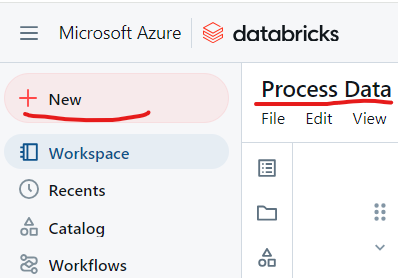 Microsoft Azure databricks
New
Process Data
File Edit View
Workspace
Recents
Catalog
Workflows